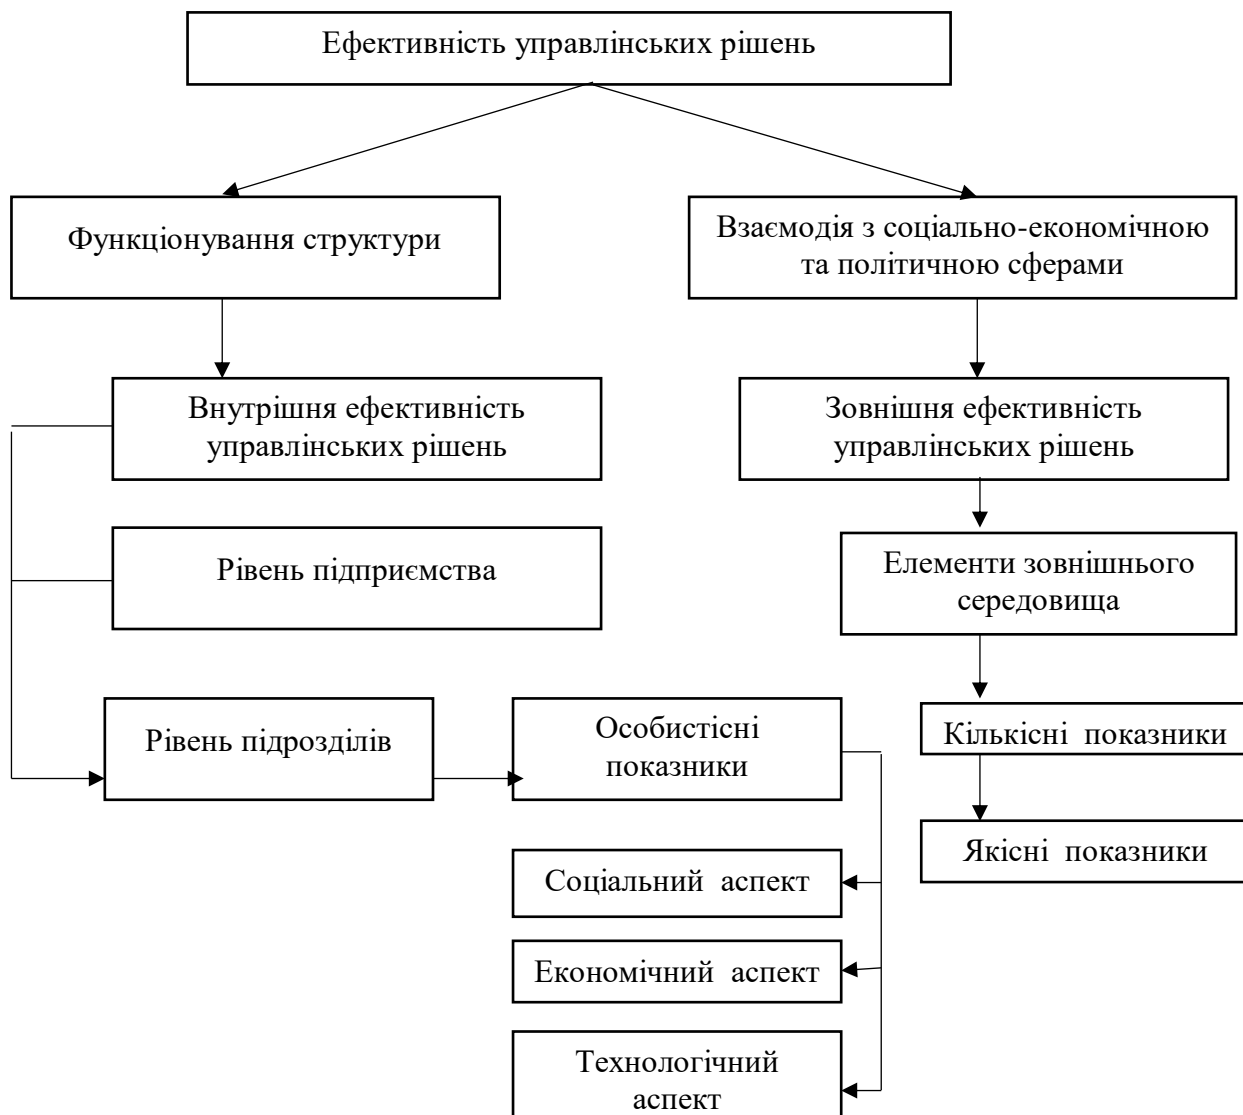 Ефективність управлінських рішень
Функціонування структури
Взаємодія з соціально-економічною
та політичною сферами
Внутрішня ефективність
управлінських рішень
Зовнішня ефективність
управлінських рішень
Рівень підприємства
Елементи зовнішнього
середовища
Рівень підрозділів
Особистісні
показники
Кількісні показники
Якісні показники
Соціальний аспект
Економічний аспект
Технологічний
аспект